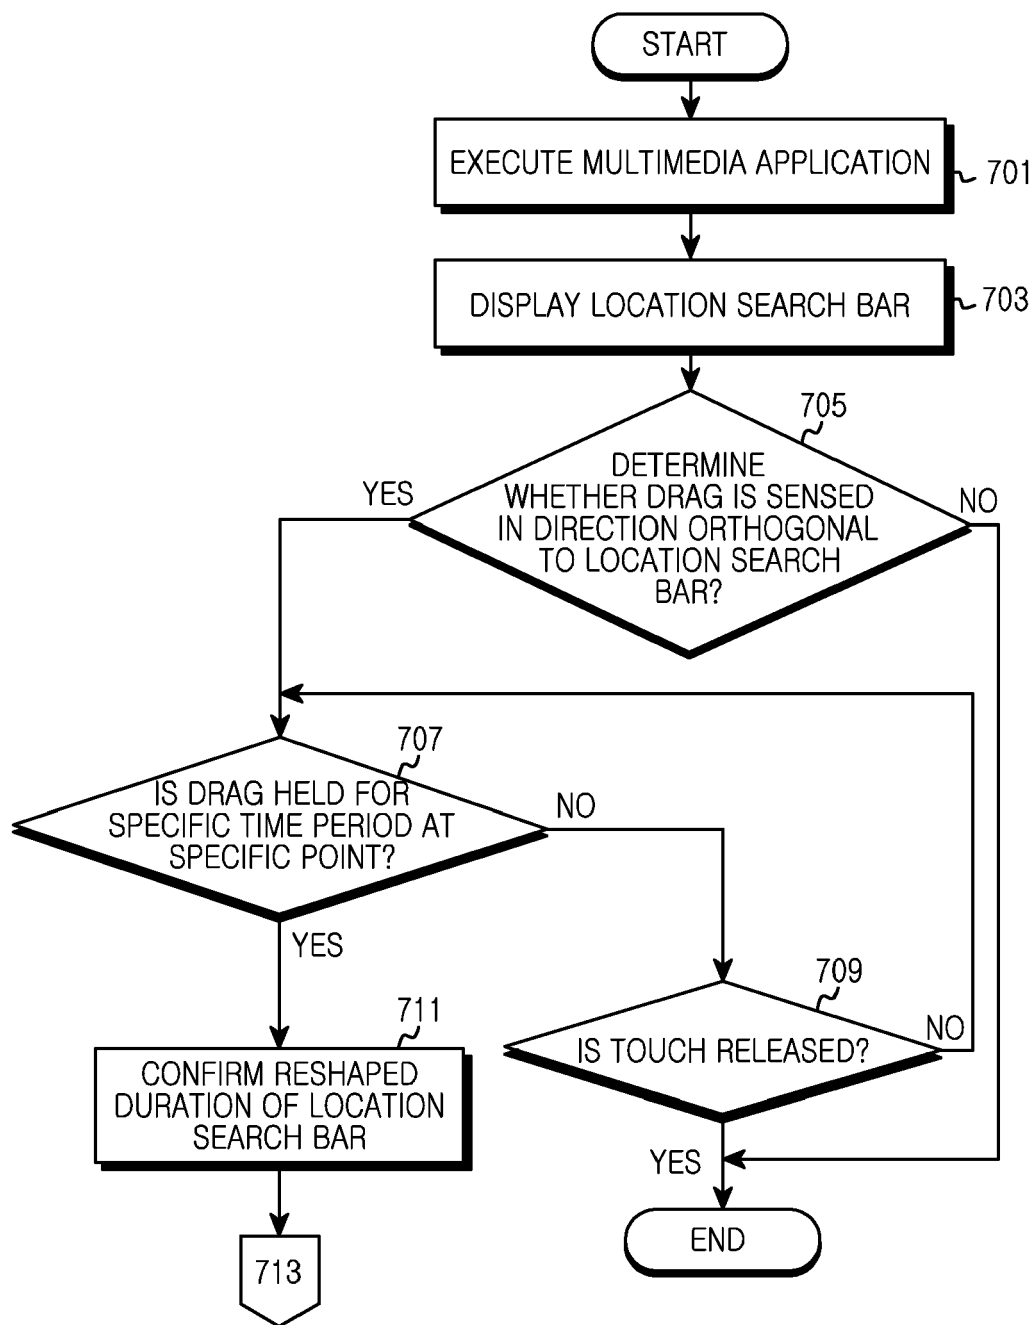 START
EXECUTE MULTIMEDIA APPLICATION
701
DISPLAY LOCATION SEARCH BAR
703
705
DETERMINE
WHETHER DRAG IS SENSED
IN DIRECTION ORTHOGONAL
TO LOCATION SEARCH
BAR?
YES
NO
707
IS DRAG HELD FOR
SPECIFIC TIME PERIOD AT
SPECIFIC POINT?
NO
YES
709
IS TOUCH RELEASED?
NO
YES
711
CONFIRM RESHAPED
DURATION OF LOCATION
SEARCH BAR
END
713